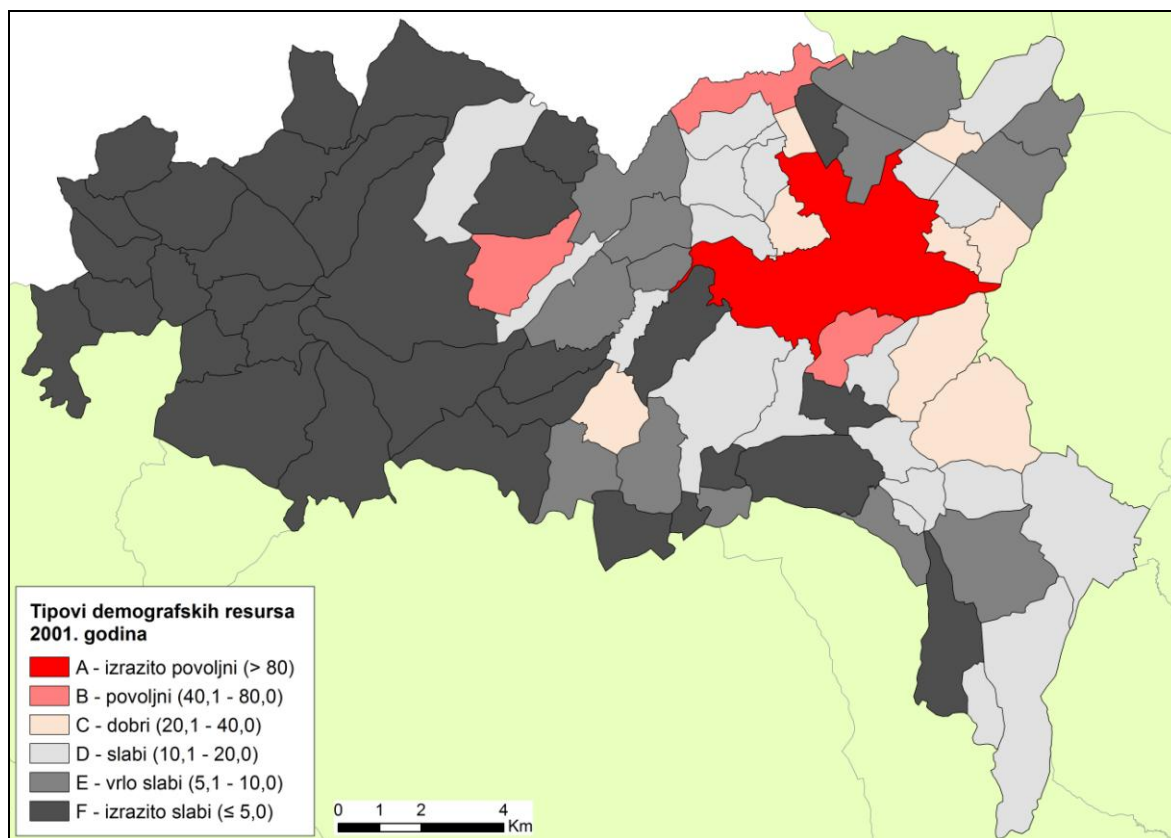 Tipovi demografskih resursa
2001. godina
A - izrazito povoljni (> 80)
B - povoljni (40,1 - 80,0)
C - dobri (20,1 - 40,0)
D - slabi (10,1 - 20,0)
E - vrlo slabi (5,1 - 10,0)
F - izrazito slabi (≤ 5,0)
0 1 2 4
Km